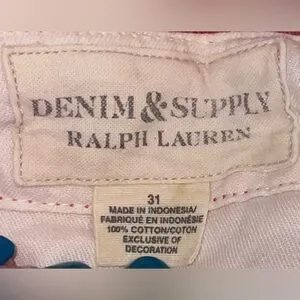 DENIM & SUPPLY
RALPH LAUREN
31
MADE IN INDONESIA/
FABRIQUÉ EN INDONÉSIE
100% COTTON/COTON
EXCLUSIVE OF
DECORATION